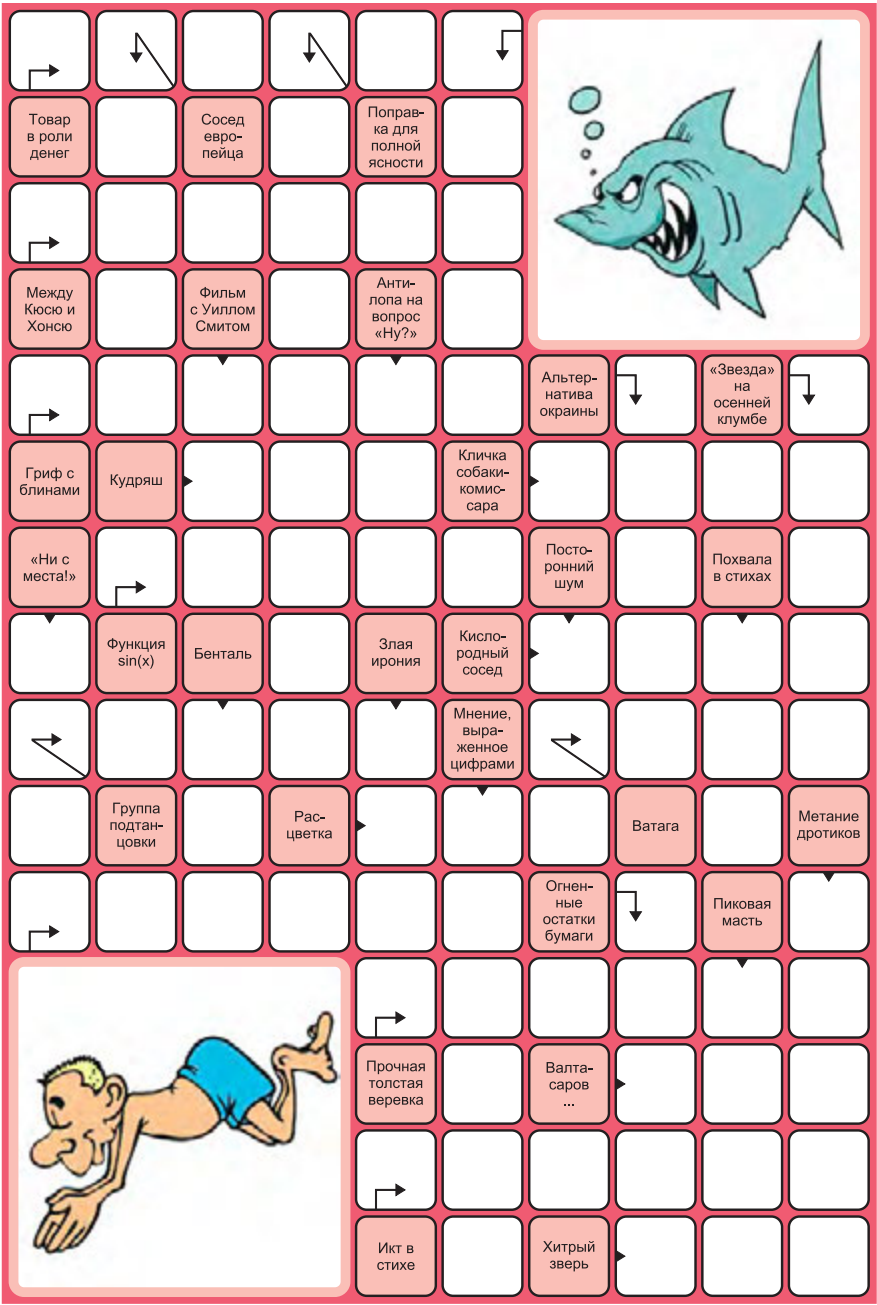 Товар
в роли
денег
Сосед
евро-
пейца
Поправ-
ка для
полной
ясности
Между
Кюсю и
Хонсю
Фильм
с Уиллом
Смитом
Анти-
лопа на
вопрос
«Ну?»
Альтер-
натива
окраины
«Звезда»
на
осенней
клумбе
Гриф с
блинами
Кудряш
Кличка
собаки-
комис-
сара
«Ни с
места!»
Посто-
ронний
шум
Похвала
в стихах
Функция
sin(x)
Бенталь
Злая
ирония
Кисло-
родный
сосед
Мнение,
выра-
женное
цифрами
Группа
подтан-
цовки
Рас-
цветка
Ватага
Метание
дротиков
Огнен-
ные
остатки
бумаги
Пиковая
масть
Прочная
толстая
веревка
Валта-
саров
...
Икт в
стихе
Хитрый
зверь